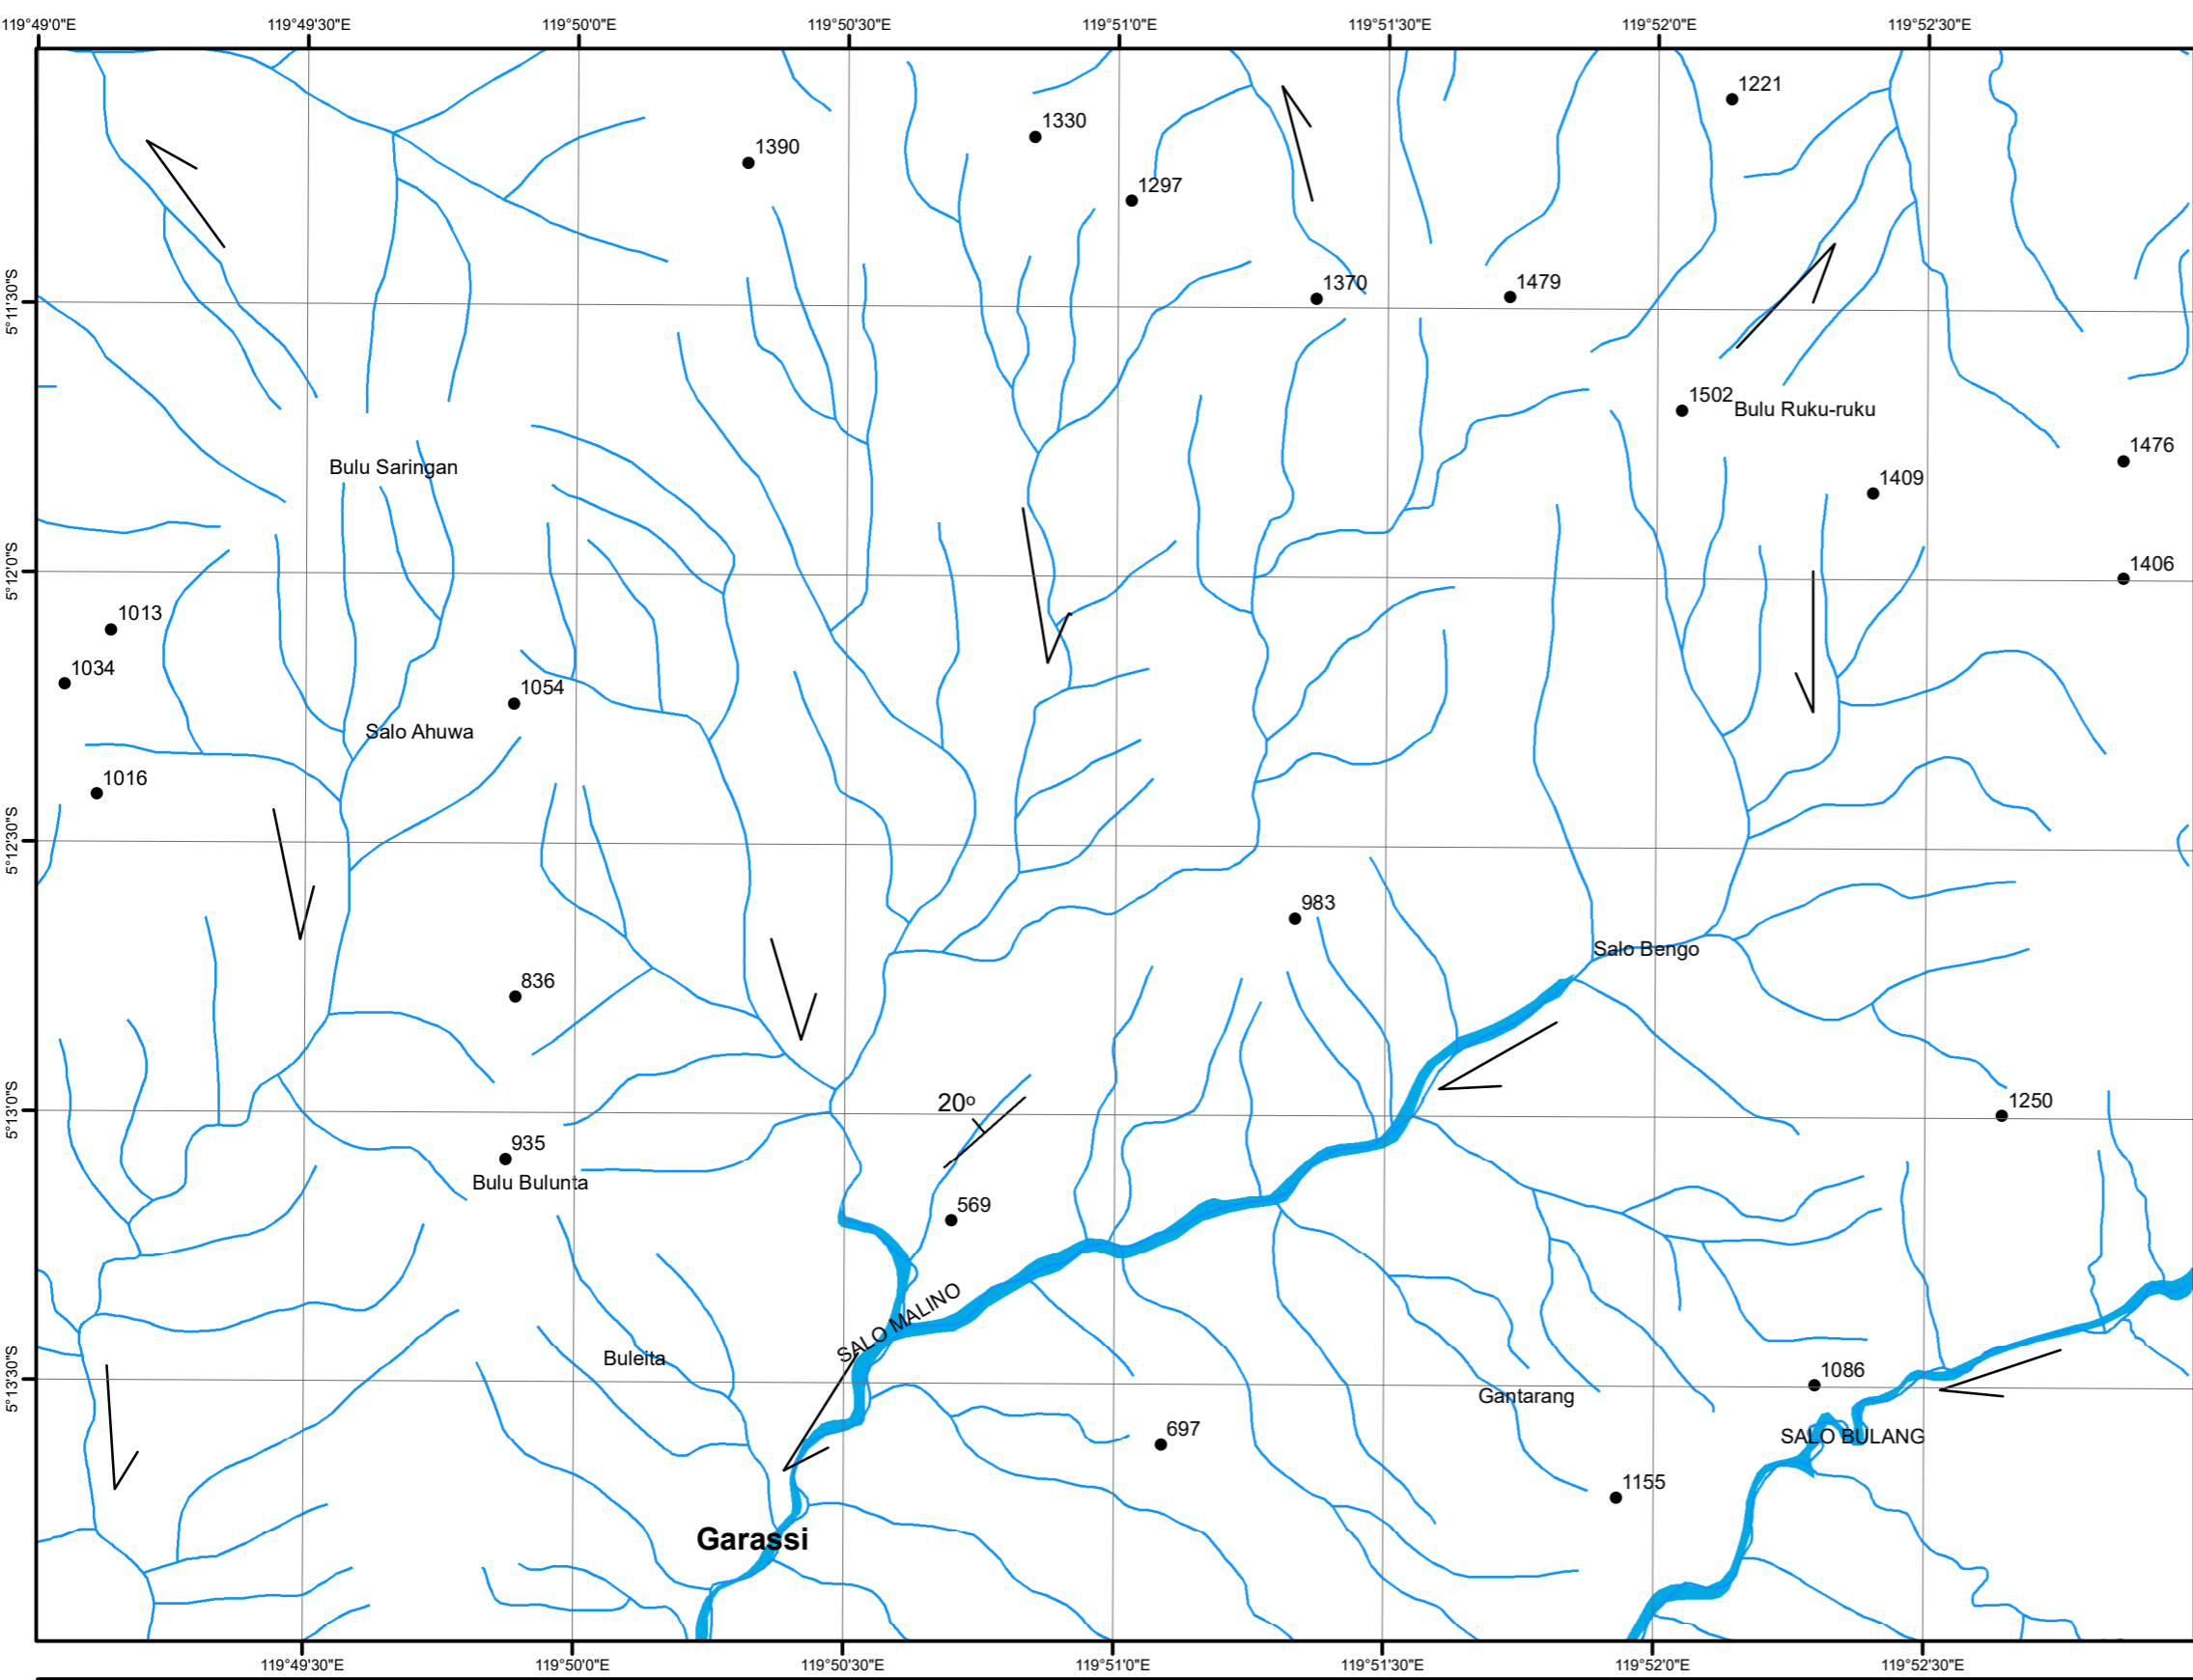 119°49'0"E 119°49'30"E 119°50'0"E 119°50'30"E 119°51'0"E 119°51'30"E 119°52'0"E 119°52'30"E
1221
1330
1390
1297
5°11'30"S
1370
1479
1502
Bulu Ruku-ruku
1476
Bulu Saringan
1409
5°12'0"S
1406
1013
1034
1054
Salo Ahuwa
1016
5°12'30"S
983
Salo Bengo
836
5°13'0"S
20o
1250
935
Bulu Bulunta
569
SALO MALINO
Buleita
5°13'30"S
1086
Gantarang
697
SALO BULANG
1155
Garassi
119°49'30"E 119°50'0"E 119°50'30"E 119°51'0"E 119°51'30"E 119°52'0"E 119°52'30"E